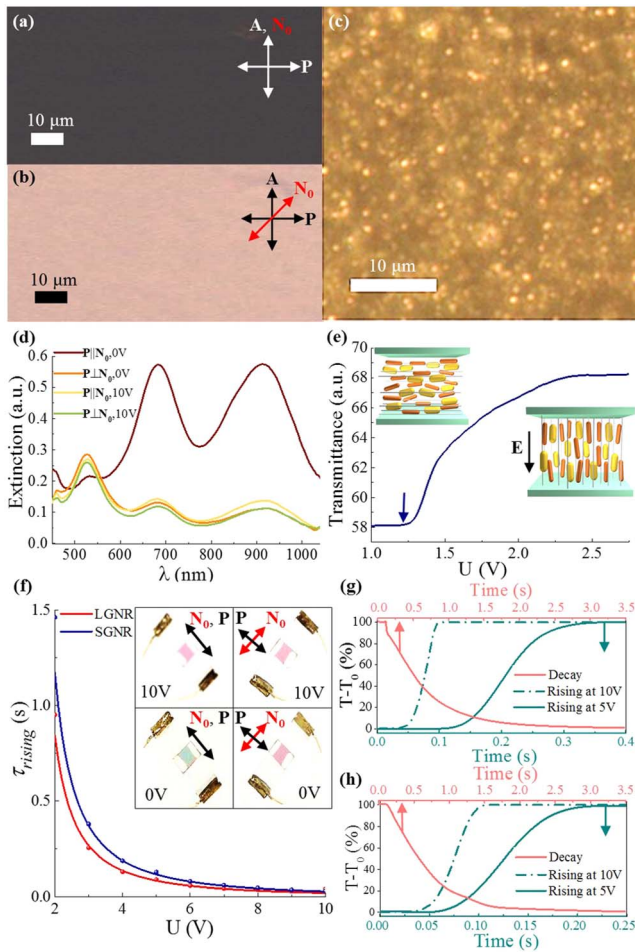 (a)
A, N₀
P
10 μm
(b)
A
N₀
P
10 μm
(c)
10 μm
(d)
P||N₀,0V
P⊥N₀,0V
P||N₀,10V
P⊥N₀,10V
Extinction (a.u.)
0.6
0.5
0.4
0.3
0.2
0.1
0.0
500 600 700 800 900 1000
λ (nm)
(e)
Transmittance (a.u.)
70
68
66
64
62
60
58
E
1.0 1.5 2.0 2.5
U (V)
(f)
LGNR
SGNR
τrising (s)
1.5
1.0
0.5
0.0
2 4 6 8 10
U (V)
N₀, P
10V
P N₀
10V
N₀, P
0V
P N₀
0V
(g)
Time (s)
0.0 0.5 1.0 1.5 2.0 2.5 3.0 3.5
T-T₀ (%)
100
80
60
40
20
0
Decay
Rising at 10V
Rising at 5V
0.0 0.1 0.2 0.3 0.4
Time (s)
(h)
Time (s)
0.0 0.5 1.0 1.5 2.0 2.5 3.0 3.5
T-T₀ (%)
100
80
60
40
20
0
Decay
Rising at 10V
Rising at 5V
0.00 0.05 0.10 0.15 0.20 0.25
Time (s)